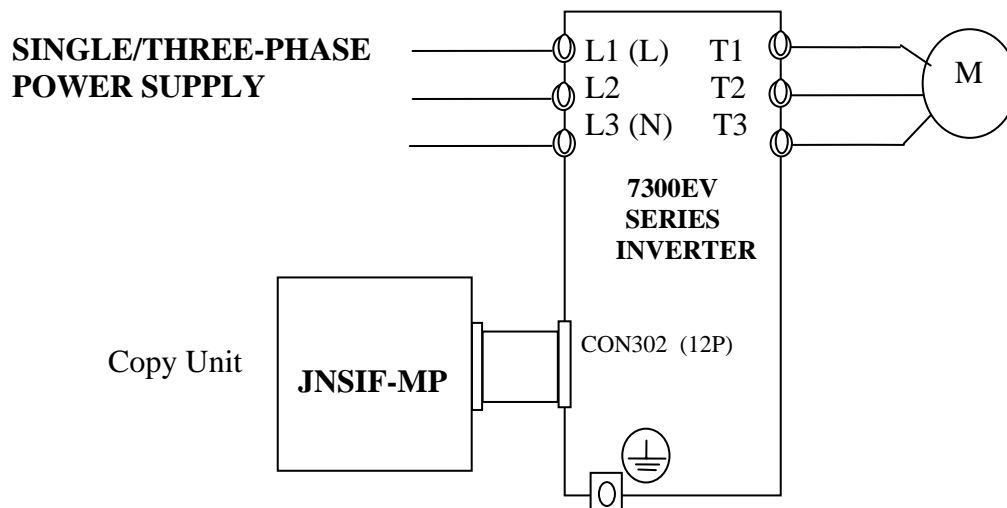 SINGLE/THREE-PHASE
POWER SUPPLY
L1 (L)
T1
L2
T2
L3 (N)
T3
M
7300EV
SERIES
INVERTER
Copy Unit
JNSIF-MP
CON302 (12P)